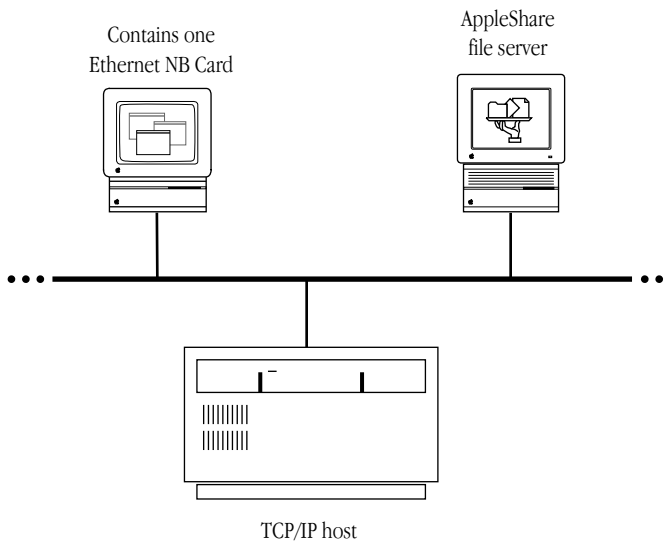 Contains one
Ethernet NB Card
AppleShare
file server
TCP/IP host